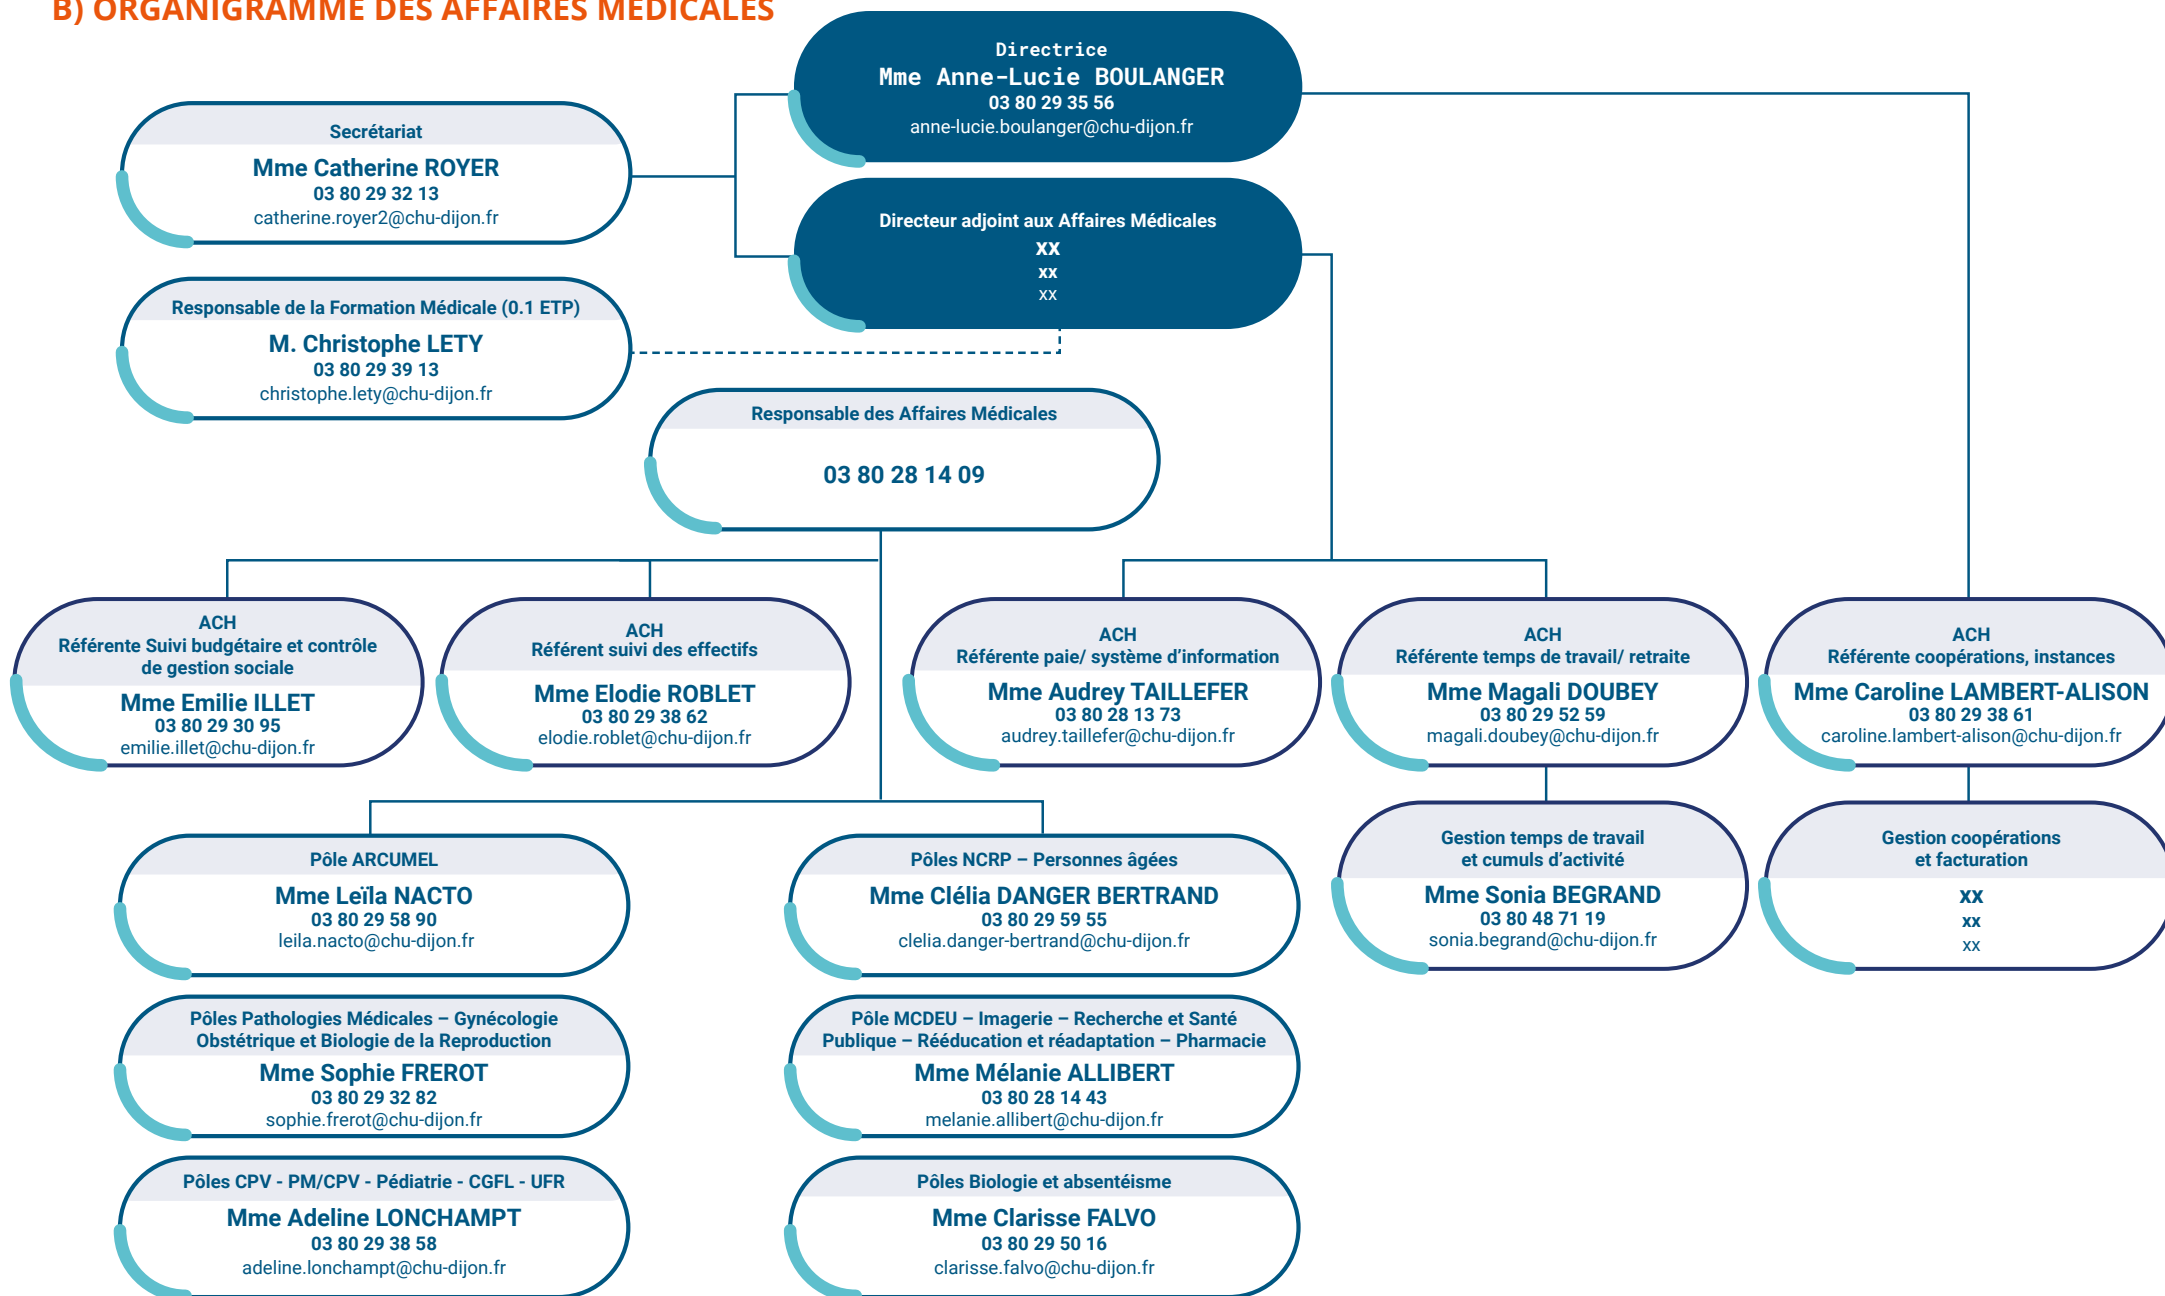 B) ORGANIGRAMME DES AFFAIRES MÉDICALES
Directrice
Mme Anne-Lucie BOULANGER
03 80 29 35 56
anne-lucie.boulanger@chu-dijon.fr
Secrétariat
Mme Catherine ROYER
03 80 29 32 13
catherine.royer2@chu-dijon.fr
Directeur adjoint aux Affaires Médicales
xx
xx
xx
Responsable de la Formation Médicale (0.1 ETP)
M. Christophe LETY
03 80 29 39 13
christophe.lety@chu-dijon.fr
Responsable des Affaires Médicales
03 80 28 14 09
ACH
Référente Suivi budgétaire et contrôle
de gestion sociale
Mme Emilie ILLET
03 80 29 30 95
emilie.illet@chu-dijon.fr
ACH
Référent suivi des effectifs
Mme Elodie ROBLET
03 80 29 38 62
elodie.roblet@chu-dijon.fr
ACH
Référente paie/ système d’information
Mme Audrey TAILLEFER
03 80 28 13 73
audrey.taillefer@chu-dijon.fr
ACH
Référente temps de travail/ retraite
Mme Magali DOUBEY
03 80 29 52 59
magali.doubey@chu-dijon.fr
ACH
Référente coopérations, instances
Mme Caroline LAMBERT-ALISON
03 80 29 38 61
caroline.lambert-alison@chu-dijon.fr
Pôle ARCUMEL
Mme Leïla NACTO
03 80 29 58 90
leila.nacto@chu-dijon.fr
Pôles NCRP – Personnes âgées
Mme Clélia DANGER BERTRAND
03 80 29 59 55
clelia.danger-bertrand@chu-dijon.fr
Gestion temps de travail
et cumuls d’activité
Mme Sonia BEGRAND
03 80 48 71 19
sonia.begrand@chu-dijon.fr
Gestion coopérations
et facturation
xx
xx
xx
Pôles Pathologies Médicales – Gynécologie
Obstétrique et Biologie de la Reproduction
Mme Sophie FREROT
03 80 29 32 82
sophie.frerot@chu-dijon.fr
Pôle MCDEU – Imagerie – Recherche et Santé
Publique – Rééducation et réadaptation – Pharmacie
Mme Mélanie ALLIBERT
03 80 28 14 43
melanie.allibert@chu-dijon.fr
Pôles CPV - PM/CPV - Pédiatrie - CGFL - UFR
Mme Adeline LONCHAMPT
03 80 29 38 58
adeline.lonchampt@chu-dijon.fr
Pôles Biologie et absentéisme
Mme Clarisse FALVO
03 80 29 50 16
clarisse.falvo@chu-dijon.fr